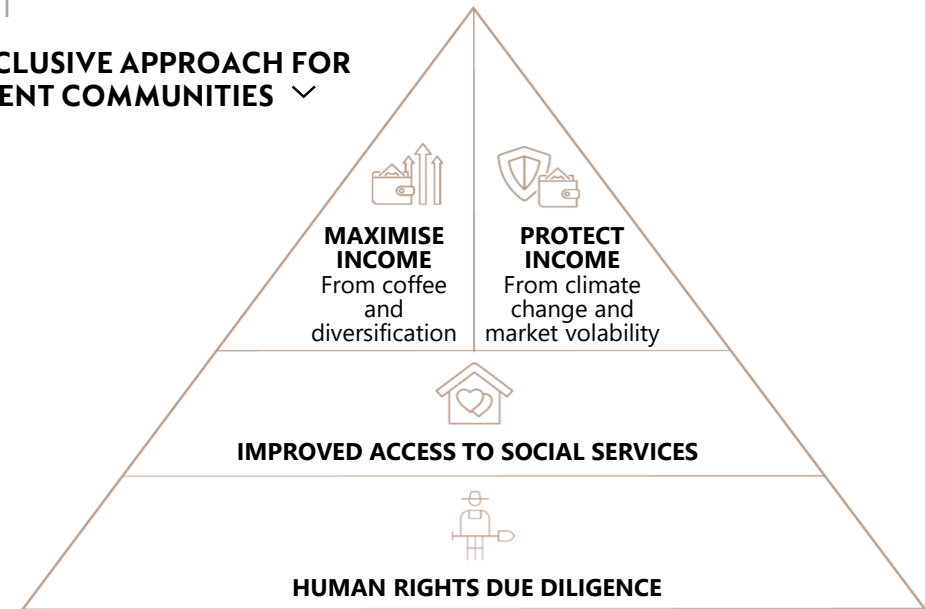 CLUSIVE APPROACH FOR
ENT COMMUNITIES
MAXIMISE
INCOME
From coffee
and
diversification
PROTECT
INCOME
From climate
change and
market volability
IMPROVED ACCESS TO SOCIAL SERVICES
HUMAN RIGHTS DUE DILIGENCE